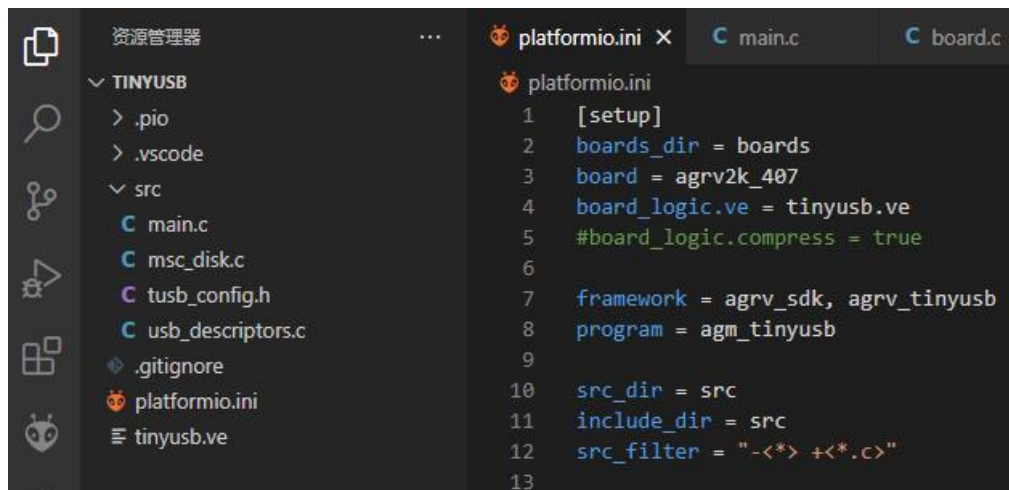 资源管理器 ...
TINYUSB
.pio
.vscode
src
C main.c
C msc_disk.c
C tusb_config.h
C usb_descriptors.c
.gitignore
platformio.ini
tinyusb.ve
platformio.ini × C main.c C board.c
platformio.ini
1 [setup]
2 boards_dir = boards
3 board = agrv2k_407
4 board_logic.ve = tinyusb.ve
5 #board_logic.compress = true
6
7 framework = agrv_sdk, agrv_tinyusb
8 program = agm_tinyusb
9
10 src_dir = src
11 include_dir = src
12 src_filter = "-<*> +<*.c>"
13